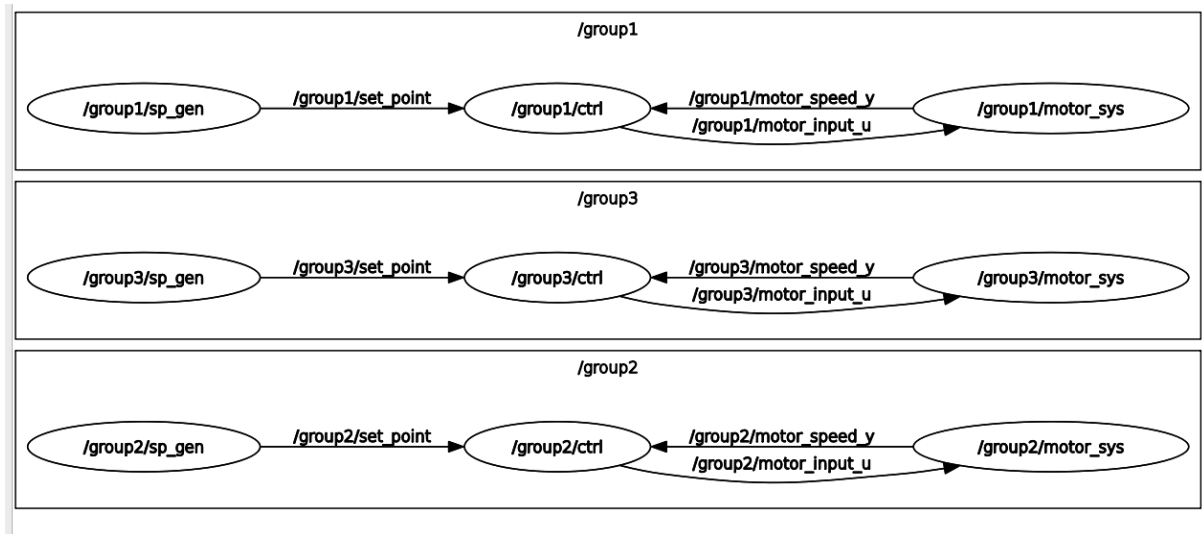 /group1
/group1/sp_gen
/group1/set_point
/group1/ctrl
/group1/motor_speed_y
/group1/motor_input_u
/group1/motor_sys
/group3
/group3/sp_gen
/group3/set_point
/group3/ctrl
/group3/motor_speed_y
/group3/motor_input_u
/group3/motor_sys
/group2
/group2/sp_gen
/group2/set_point
/group2/ctrl
/group2/motor_speed_y
/group2/motor_input_u
/group2/motor_sys